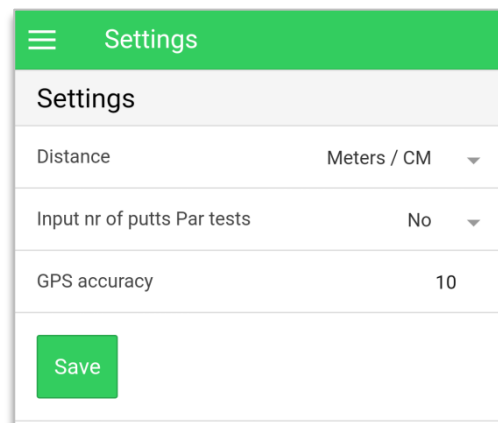 Settings
Settings
Distance Meters / CM
Input nr of putts Par tests No
GPS accuracy 10
Save